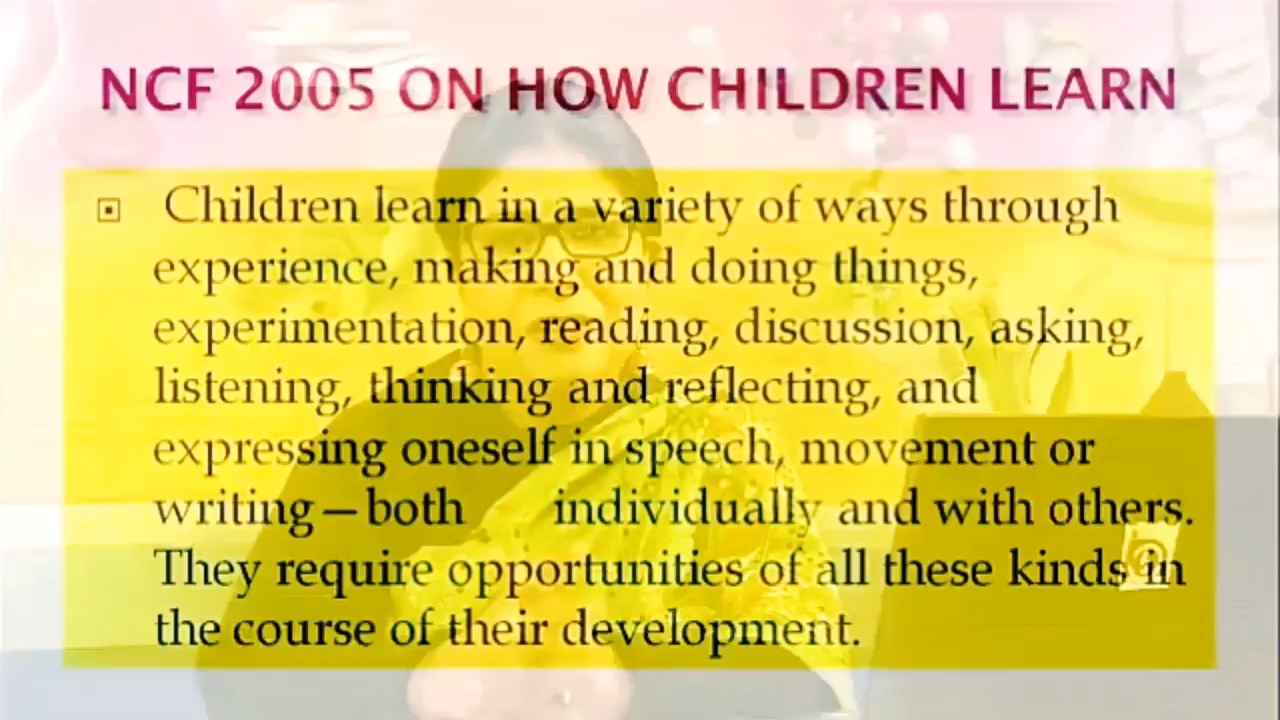 NCF 2005 ON HOW CHILDREN LEARN
Children learn in a variety of ways through
experience, making and doing things,
experimentation, reading, discussion, asking,
listening, thinking and reflecting, and
expressing oneself in speech, movement or
writing—both individually and with others.
They require opportunities of all these kinds in
the course of their development.